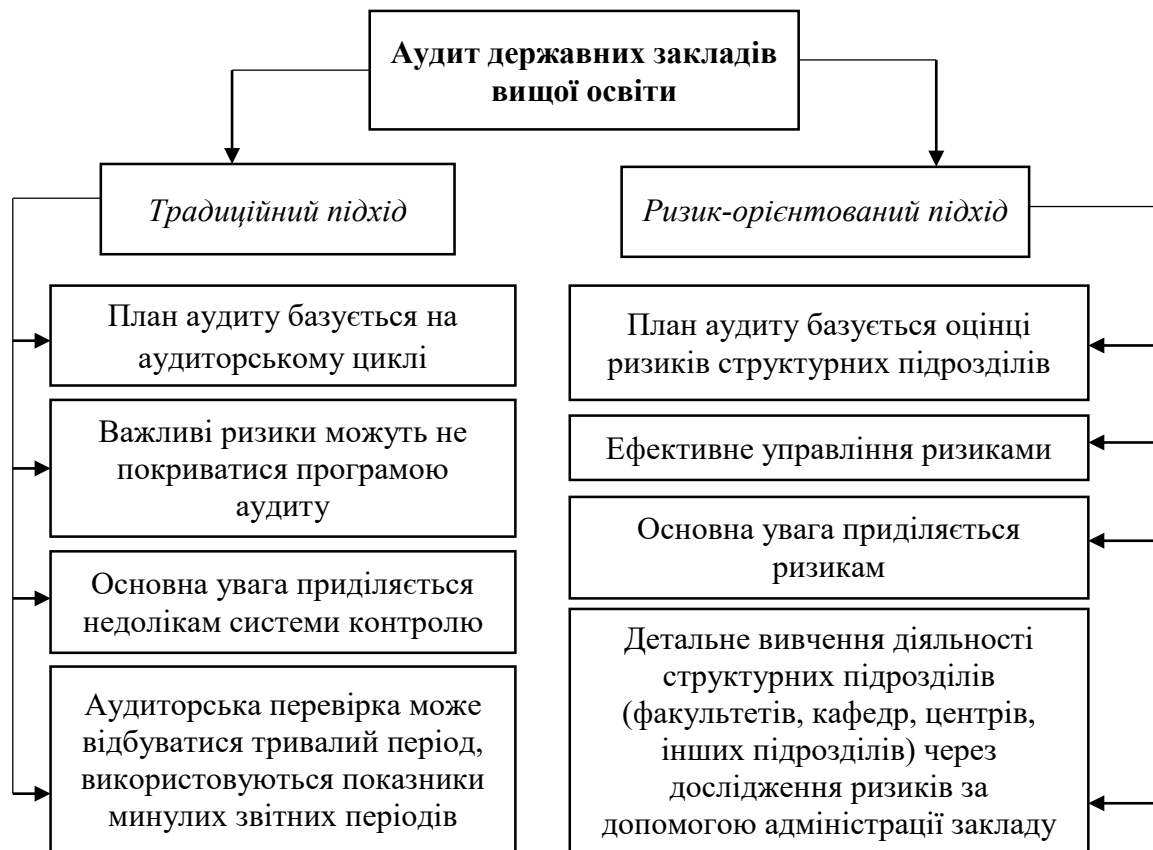 Аудит державних закладів
вищої освіти
Традиційний підхід
Ризик-орієнтований підхід
План аудиту базується на
аудиторському циклі
Важливі ризики можуть не
покриватися програмою
аудиту
Основна увага приділяється
недолікам системи контролю
Аудиторська перевірка може
відбуватися тривалий період,
використовуються показники
минулих звітних періодів
План аудиту базується оцінці
ризиків структурних підрозділів
Ефективне управління ризиками
Основна увага приділяється
ризикам
Детальне вивчення діяльності
структурних підрозділів
(факультетів, кафедр, центрів,
інших підрозділів) через
дослідження ризиків за
допомогою адміністрації закладу